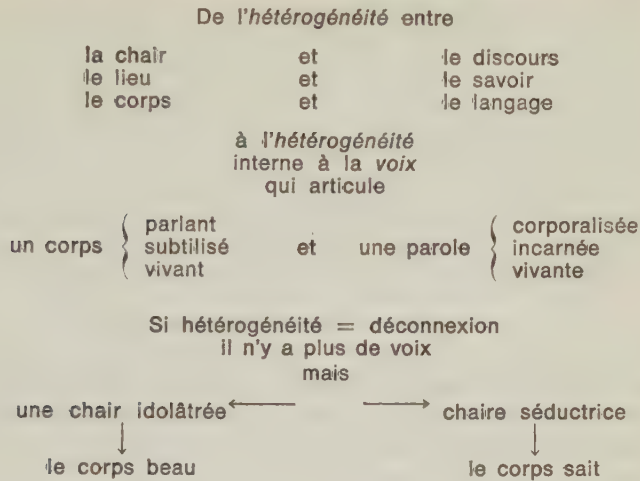 De l'hétérogénéité entre
la chair et le discours
le lieu et le savoir
le corps et le langage
à l'hétérogénéité
interne à la voix
qui articule
parlant corporalisée
un corps subtilisé et une parole incarnée
vivant vivante
Si hétérogénéité = déconnexion
il n'y a plus de voix
mais
une chair idolâtrée chaire séductrice
le corps beau le corps sait